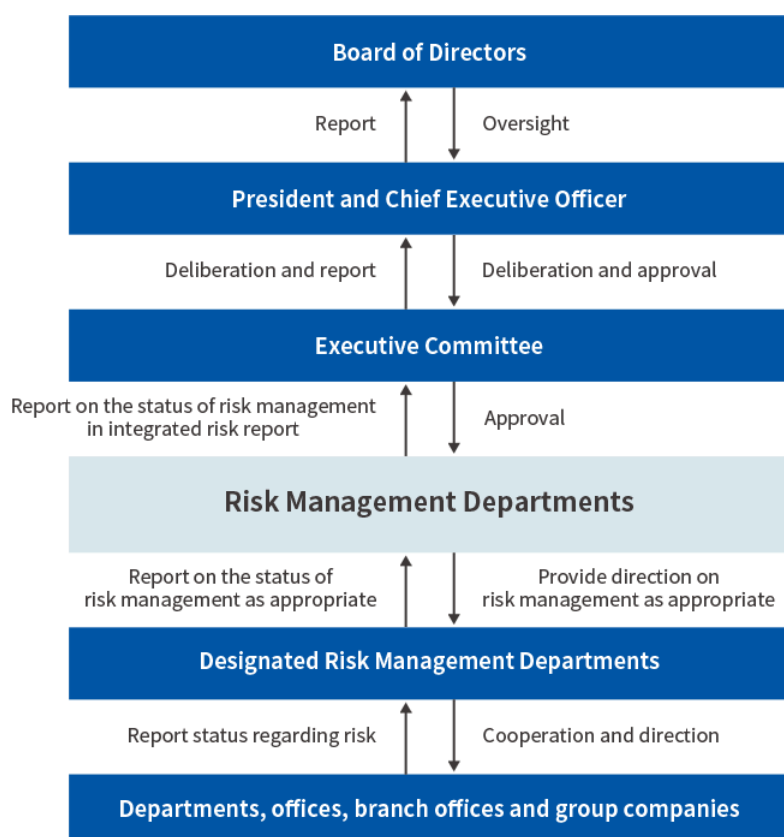 Board of Directors
Report
Oversight
President and Chief Executive Officer
Deliberation and report
Deliberation and approval
Executive Committee
Report on the status of risk management
in integrated risk report
Approval
Risk Management Departments
Report on the status of
risk management as appropriate
Provide direction on
risk management as appropriate
Designated Risk Management Departments
Report status regarding risk
Cooperation and direction
Departments, offices, branch offices and group companies